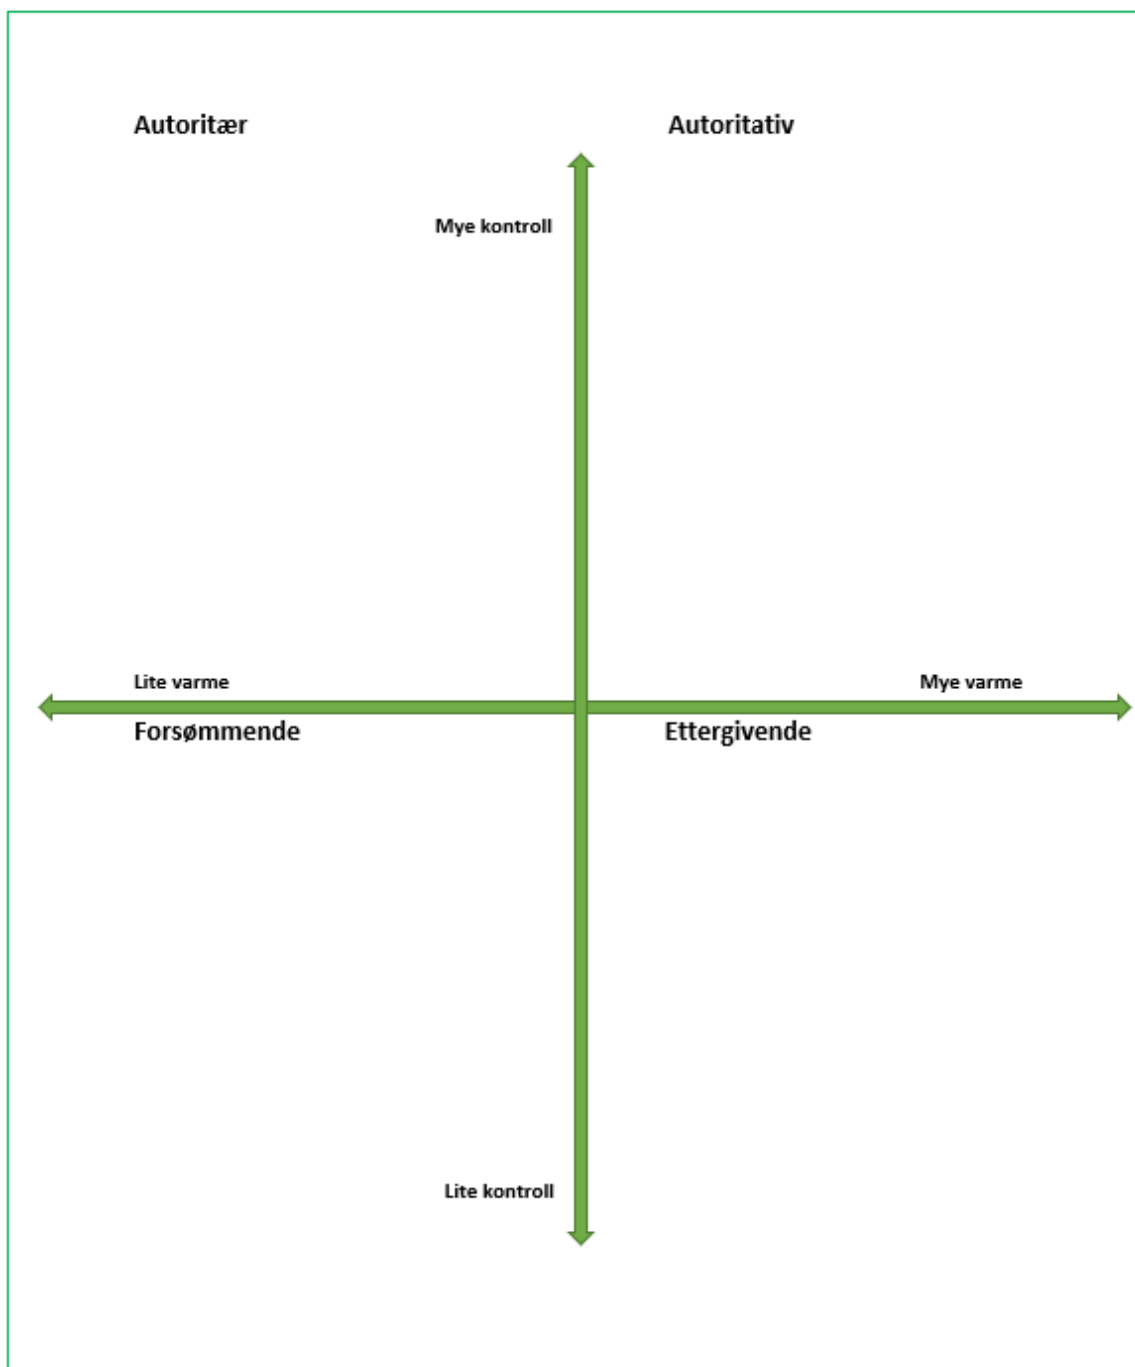 Autoritær
Autoritativ
Mye kontroll
Lite varme
Mye varme
Forsømmende
Ettergivende
Lite kontroll